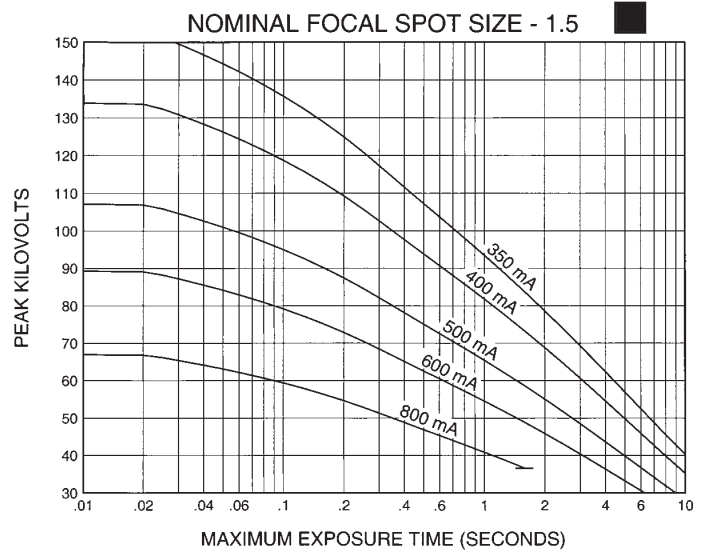 NOMINAL FOCAL SPOT SIZE - 1.5
150
140
130
120
110
100
90
80
70
60
50
40
30
PEAK KILOVOLTS
350 mA
400 mA
500 mA
600 mA
800 mA
.01 .02 .04 .06 .1 .2 .4 .6 1 2 4 6 10
MAXIMUM EXPOSURE TIME (SECONDS)